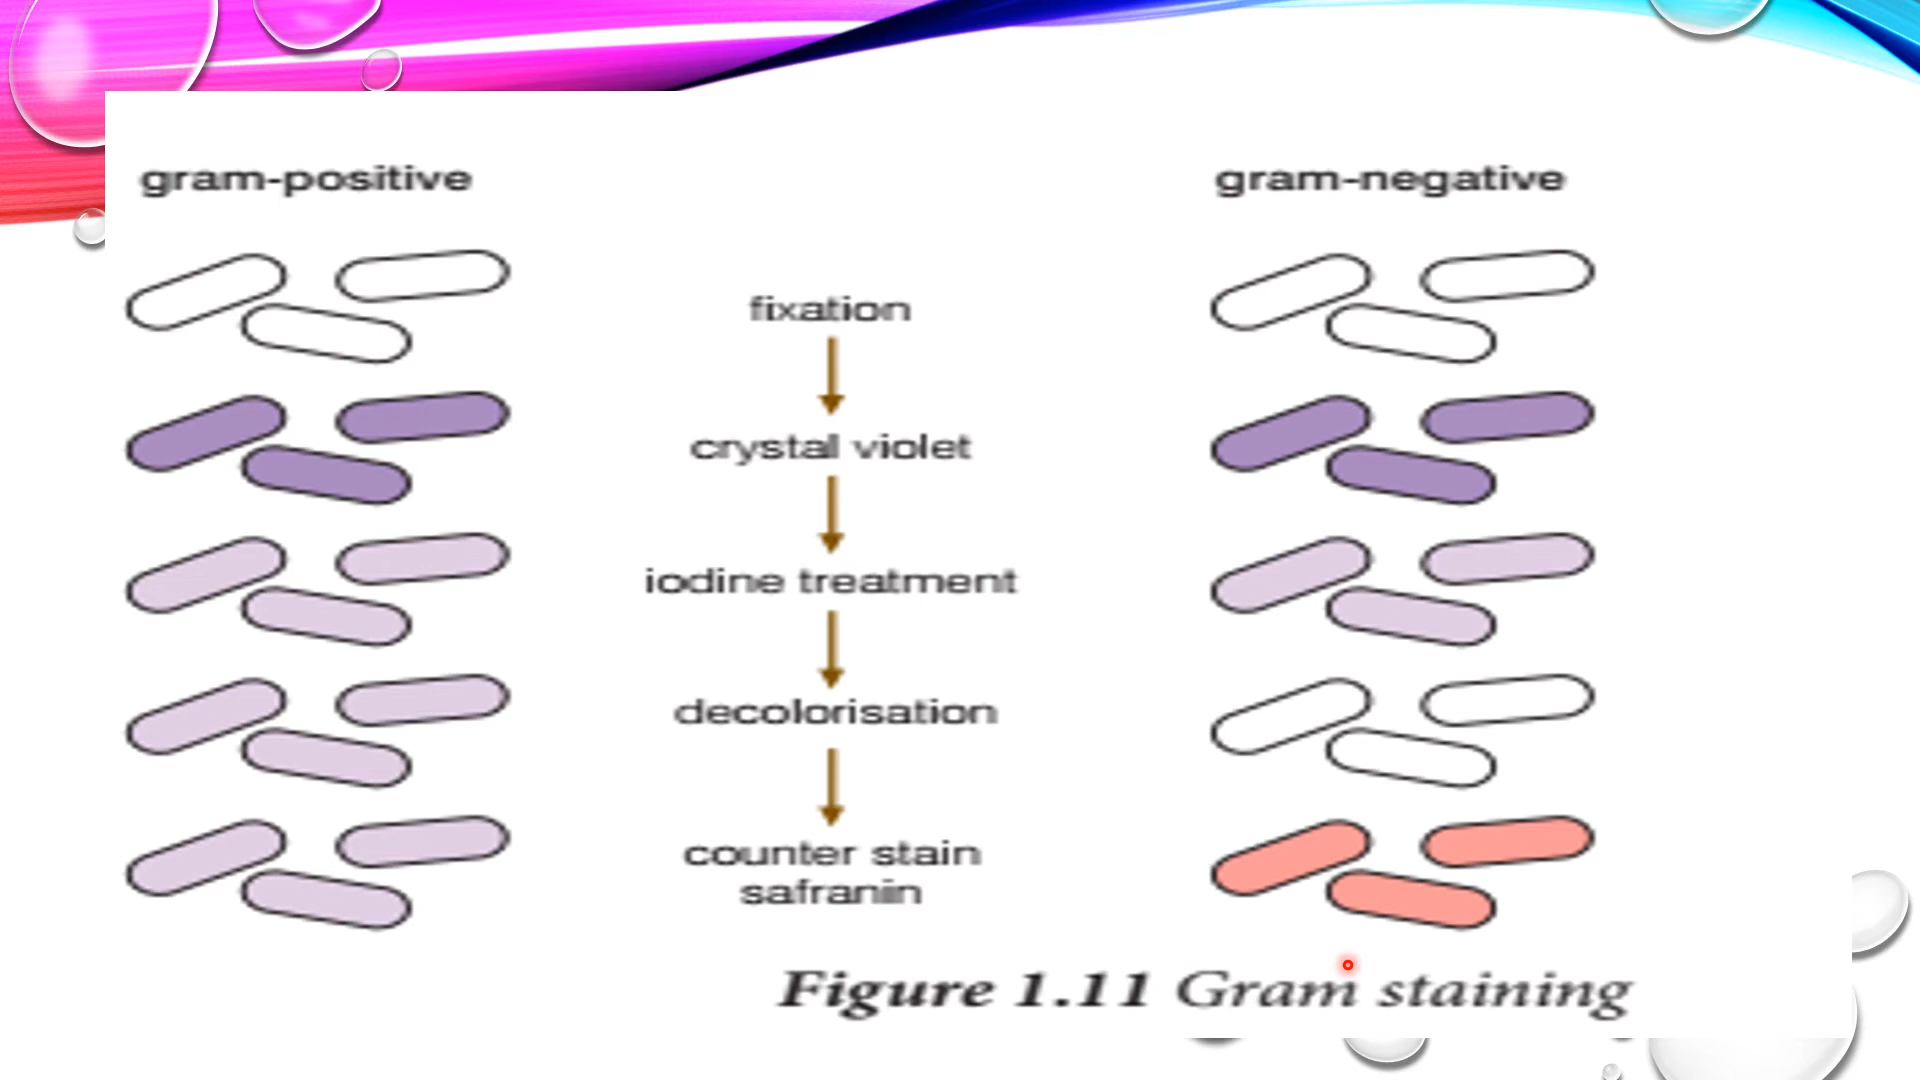 gram-positive
gram-negative
fixation
crystal violet
iodine treatment
decolorisation
counter stain
safranin
Figure 1.11 Gram staining